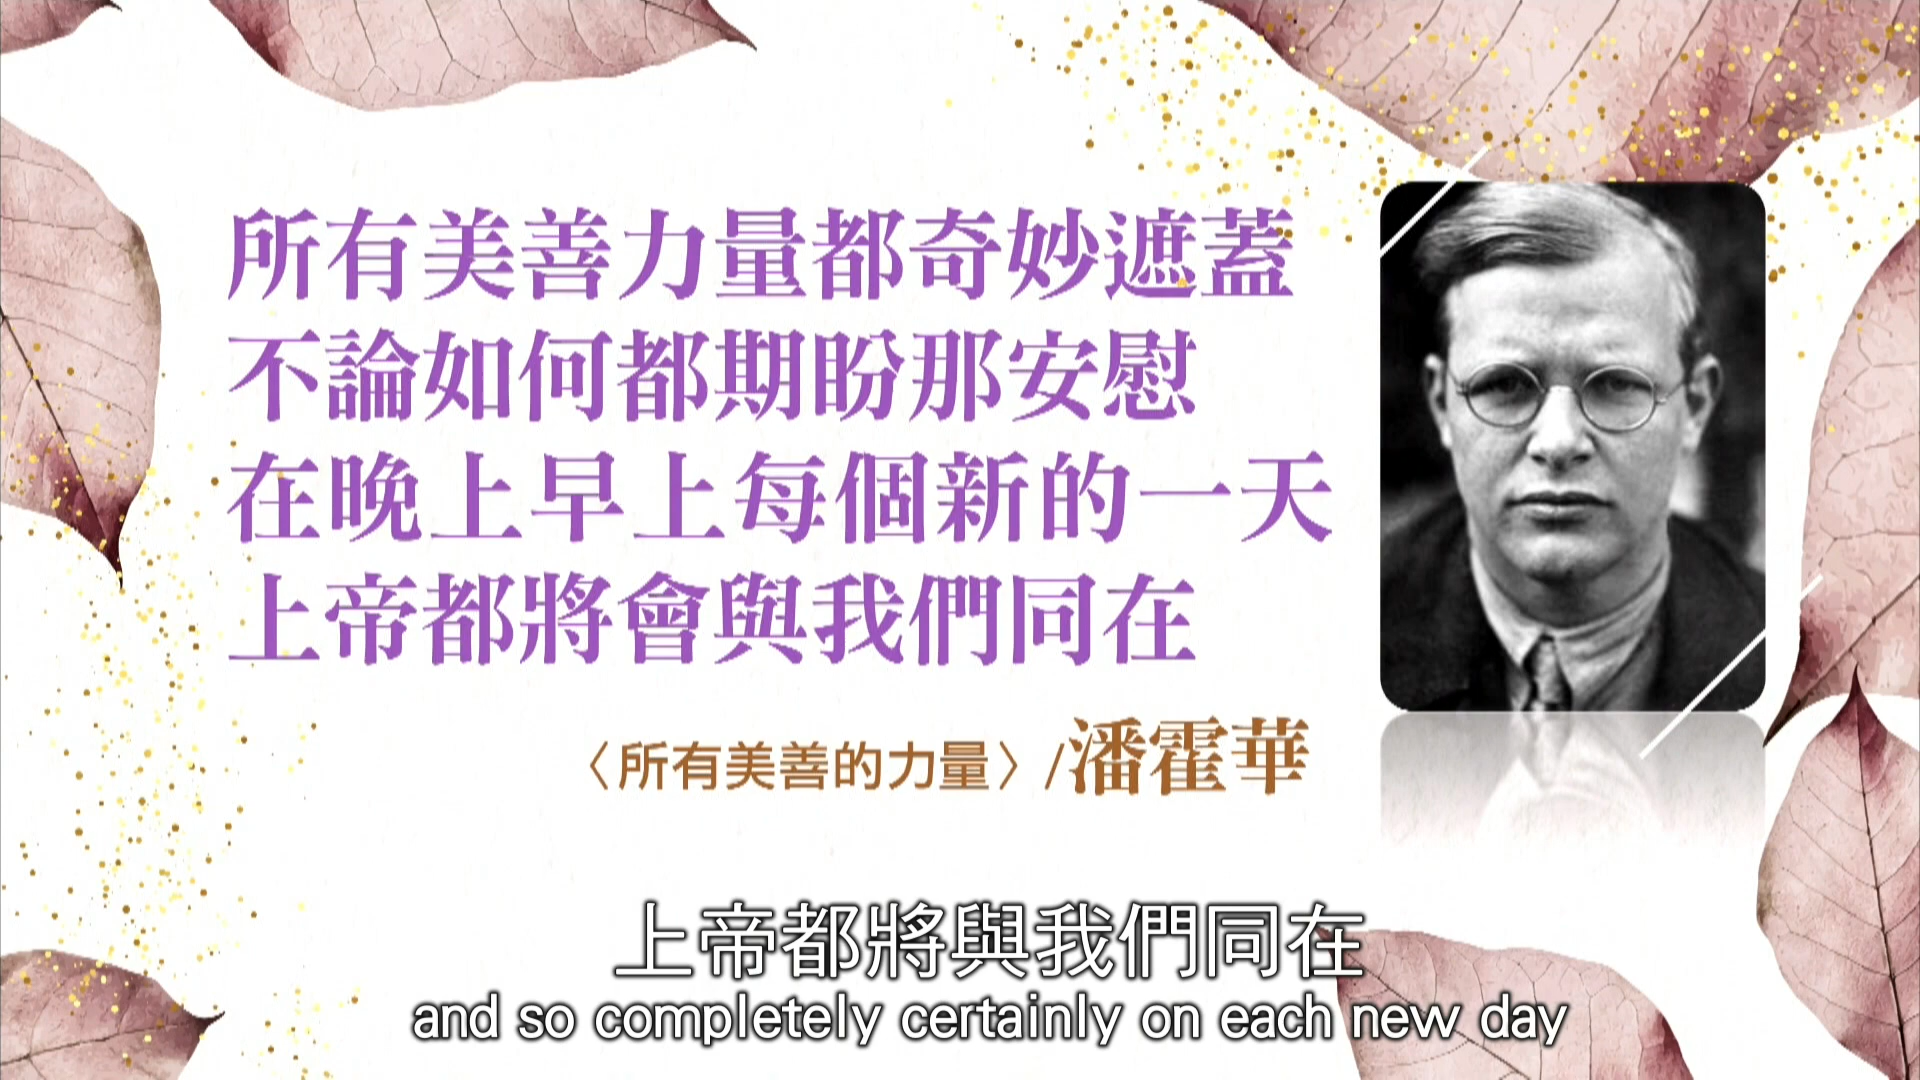 所有美善力量都奇妙遮蓋
不論如何都期盼那安慰
在晚上早上每個新的一天
上帝都將會與我們同在
〈所有美善的力量〉/潘霍華
上帝都將與我們同在
and so completely certainly on each new day